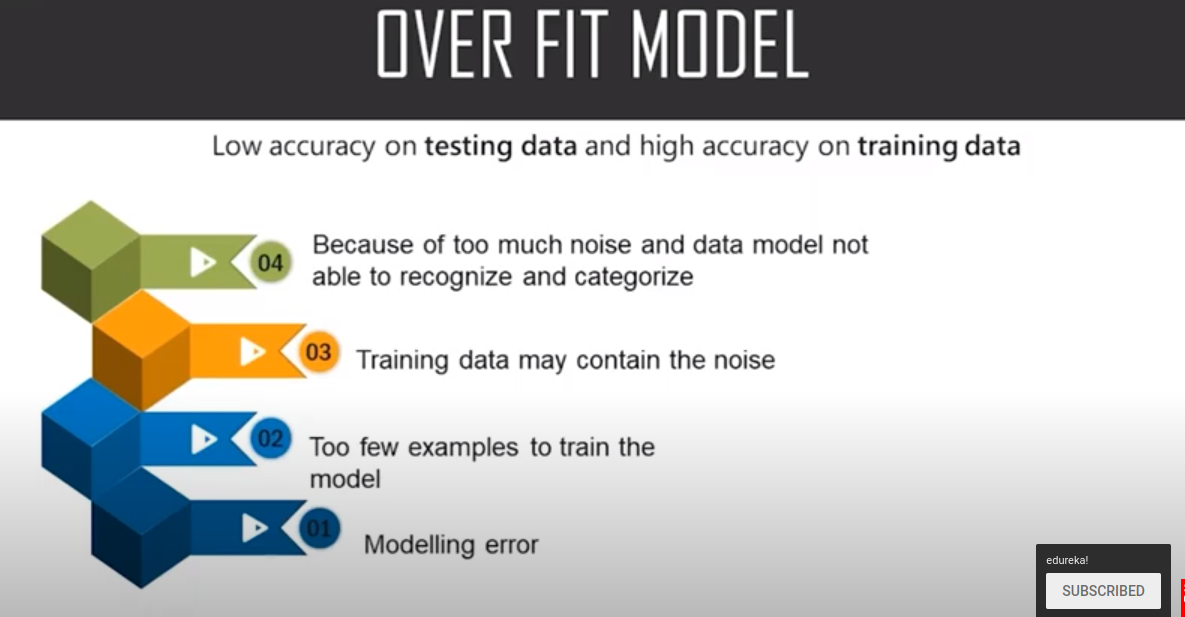 OVER FIT MODEL
Low accuracy on testing data and high accuracy on training data
04
Because of too much noise and data model not
able to recognize and categorize
03
Training data may contain the noise
02
Too few examples to train the
model
01
Modelling error
edureka!
SUBSCRIBED